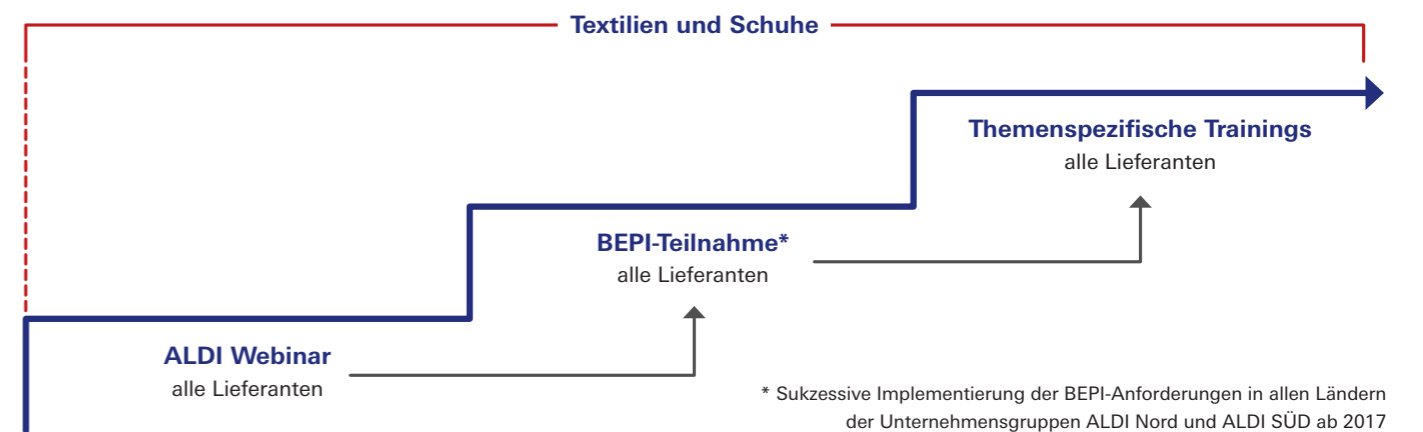 Textilien und Schuhe
Themenspezifische Trainings
alle Lieferanten
BEPI-Teilnahme*
alle Lieferanten
ALDI Webinar
alle Lieferanten
* Sukzessive Implementierung der BEPI-Anforderungen in allen Ländern
der Unternehmensgruppen ALDI Nord und ALDI SÜD ab 2017